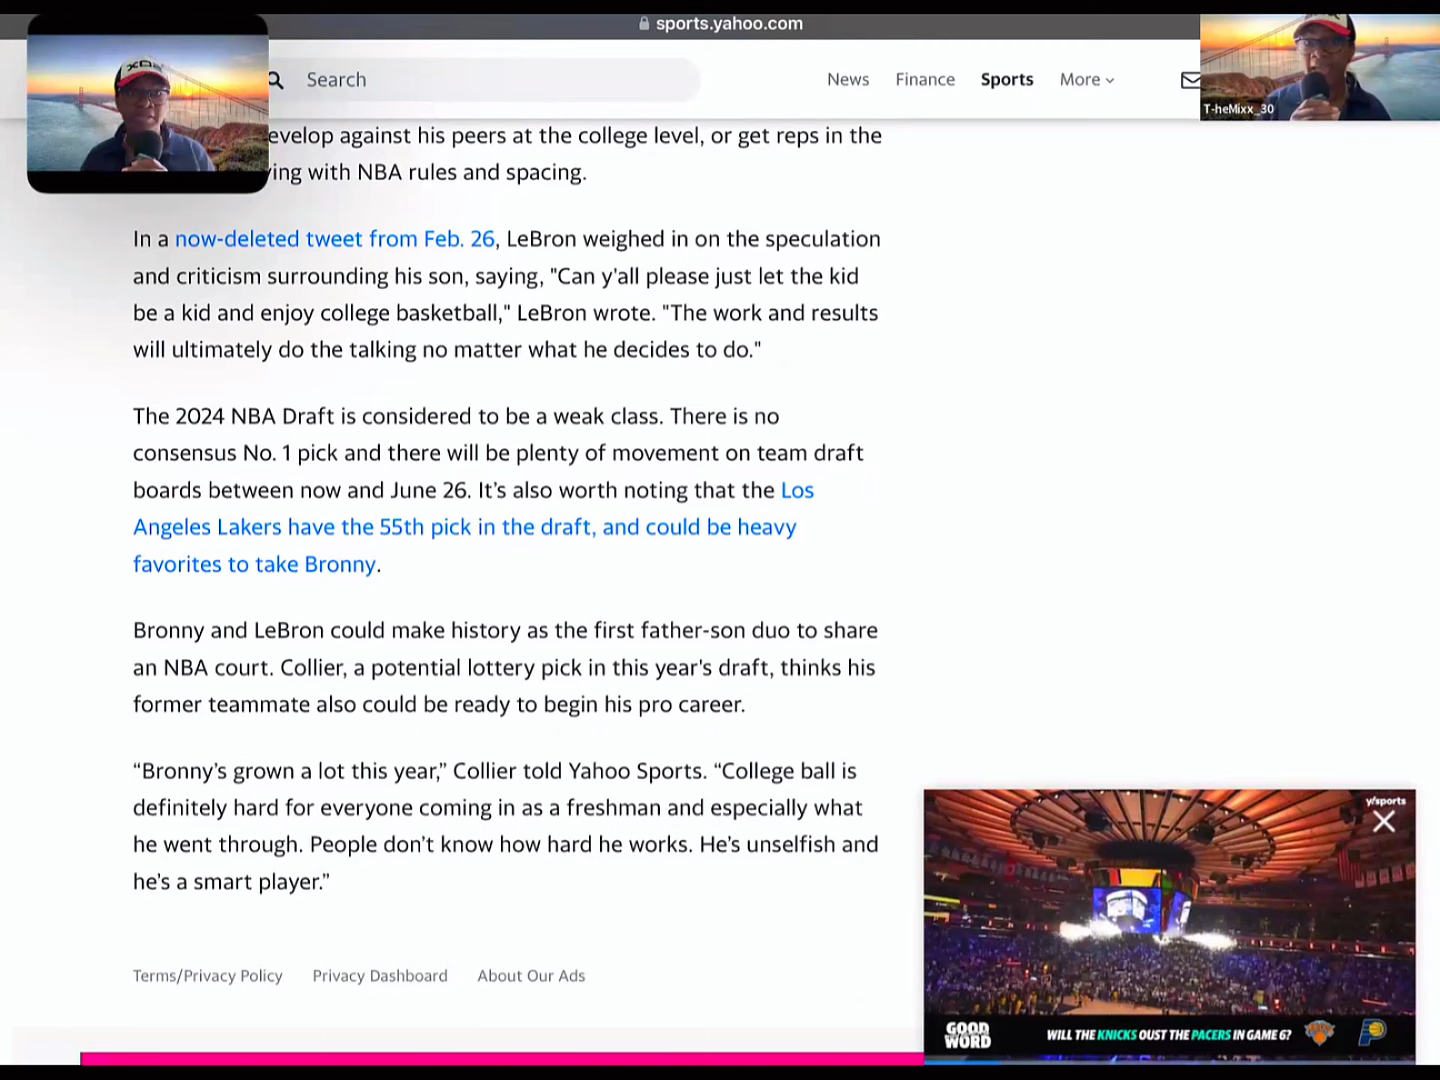 sports.yahoo.com
Search
News Finance Sports More
T-heMixx_30
evelop against his peers at the college level, or get reps in the
ing with NBA rules and spacing.
In a now-deleted tweet from Feb. 26, LeBron weighed in on the speculation
and criticism surrounding his son, saying, "Can y'all please just let the kid
be a kid and enjoy college basketball," LeBron wrote. "The work and results
will ultimately do the talking no matter what he decides to do."
The 2024 NBA Draft is considered to be a weak class. There is no
consensus No. 1 pick and there will be plenty of movement on team draft
boards between now and June 26. It’s also worth noting that the Los
Angeles Lakers have the 55th pick in the draft, and could be heavy
favorites to take Bronny.
Bronny and LeBron could make history as the first father-son duo to share
an NBA court. Collier, a potential lottery pick in this year's draft, thinks his
former teammate also could be ready to begin his pro career.
“Bronny’s grown a lot this year,” Collier told Yahoo Sports. “College ball is
definitely hard for everyone coming in as a freshman and especially what
he went through. People don’t know how hard he works. He’s unselfish and
he’s a smart player.”
y/sports
GOOD
WORD
WILL THE KNICKS OUST THE PACERS IN GAME 6?
Terms/Privacy Policy Privacy Dashboard About Our Ads